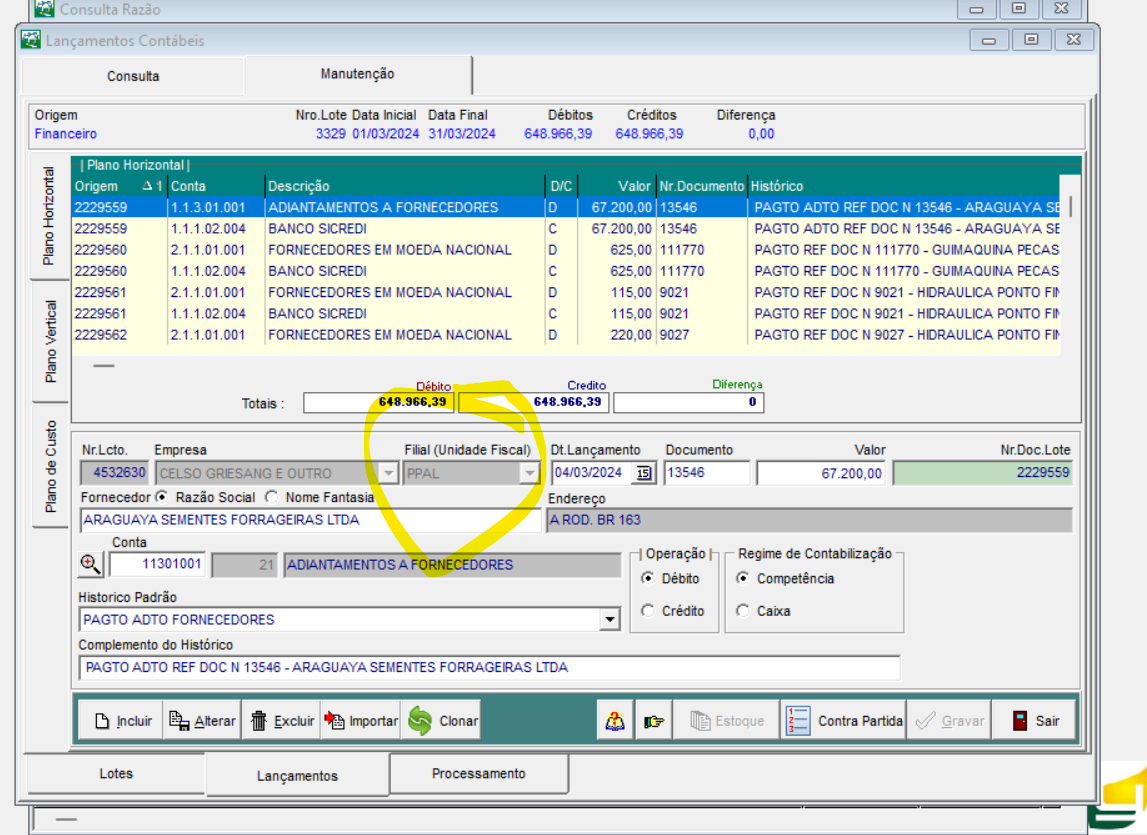 Consulta Razão
Lançamentos Contábeis
Consulta Manutenção
Origem Nro.Lote Data Inicial Data Final Débitos Créditos Diferença
Financeiro 3329 01/03/2024 31/03/2024 648.966,39 648.966,39 0,00
Plano Horizontal
Plano Vertical
Plano de Custo
| Plano Horizontal |
Origem Δ 1 Conta Descrição D/C Valor Nr.Documento Histórico
2229559 1.1.3.01.001 ADIANTAMENTOS A FORNECEDORES D 67.200,00 13546 PAGTO ADTO REF DOC N 13546 - ARAGUAYA SE
2229559 1.1.1.02.004 BANCO SICREDI C 67.200,00 13546 PAGTO ADTO REF DOC N 13546 - ARAGUAYA SE
2229560 2.1.1.01.001 FORNECEDORES EM MOEDA NACIONAL D 625,00 111770 PAGTO REF DOC N 111770 - GUIMAQUINA PECAS
2229560 1.1.1.02.004 BANCO SICREDI C 625,00 111770 PAGTO REF DOC N 111770 - GUIMAQUINA PECAS
2229561 2.1.1.01.001 FORNECEDORES EM MOEDA NACIONAL D 115,00 9021 PAGTO REF DOC N 9021 - HIDRAULICA PONTO FIN
2229561 1.1.1.02.004 BANCO SICREDI C 115,00 9021 PAGTO REF DOC N 9021 - HIDRAULICA PONTO FIN
2229562 2.1.1.01.001 FORNECEDORES EM MOEDA NACIONAL D 220,00 9027 PAGTO REF DOC N 9027 - HIDRAULICA PONTO FIN
Débito Credito Diferença
Totais : 648.966,39 648.966,39 0
Nr.Lcto. Empresa Filial (Unidade Fiscal) Dt.Lançamento Documento Valor Nr.Doc.Lote
4532630 CELSO GRIESANG E OUTRO PPAL 04/03/2024 15 13546 67.200,00 2229559
Fornecedor Razão Social Nome Fantasia Endereço
ARAGUAYA SEMENTES FORRAGEIRAS LTDA A ROD. BR 163
Conta
11301001 21 ADIANTAMENTOS A FORNECEDORES
| Operação | Regime de Contabilização
Débito Competência
Crédito Caixa
Historico Padrão
PAGTO ADTO FORNECEDORES
Complemento do Histórico
PAGTO ADTO REF DOC N 13546 - ARAGUAYA SEMENTES FORRAGEIRAS LTDA
Incluir Alterar Excluir Importar Clonar Estoque Contra Partida Gravar Sair
Lotes Lançamentos Processamento